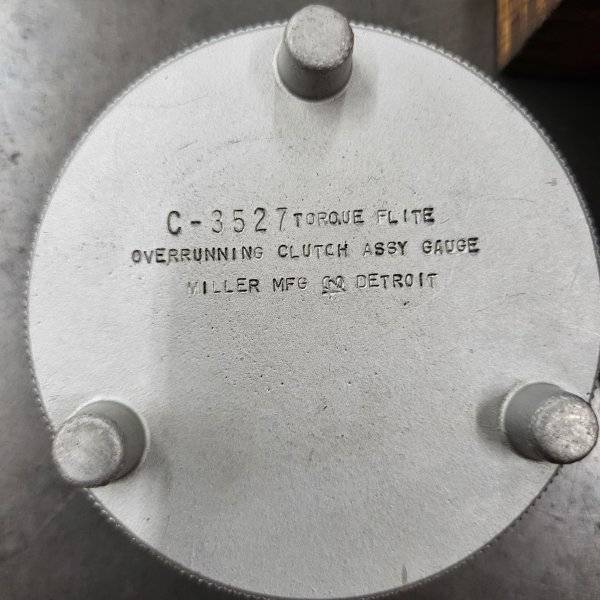 C-3527 TORQUE FLITE
OVERRUNNING CLUTCH ASSY GAUGE
MILLER MFG CO DETROIT